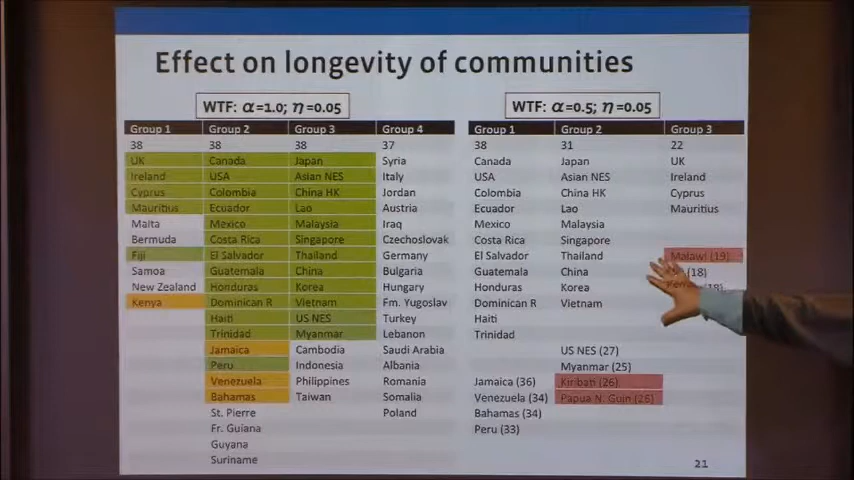 Effect on longevity of communities
WTF: α=1.0; η=0.05
WTF: α=0.5; η=0.05
Group 1 Group 2 Group 3 Group 4 Group 1 Group 2 Group 3
38 38 38 37 38 31 22
UK Canada Japan Syria Canada Japan UK
Ireland USA Asian NES Italy USA Asian NES Ireland
Cyprus Colombia China HK Jordan Colombia China HK Cyprus
Mauritius Ecuador Lao Austria Ecuador Lao Mauritius
Malta Mexico Malaysia Iraq Mexico Malaysia
Bermuda Costa Rica Singapore Czechoslovak Costa Rica Singapore
Fiji El Salvador Thailand Germany El Salvador Thailand Malawi (19)
Samoa Guatemala China Bulgaria Guatemala China (18)
New Zealand Honduras Korea Hungary Honduras Korea (18)
Kenya Dominican R Vietnam Fm. Yugoslav Dominican R Vietnam
Haiti US NES Turkey Haiti
Trinidad Myanmar Lebanon Trinidad
Jamaica Cambodia Saudi Arabia US NES (27)
Peru Indonesia Albania Myanmar (25)
Venezuela Philippines Romania Jamaica (36) Kiribati (26)
Bahamas Taiwan Somalia Venezuela (34) Papua N. Guin (26)
St. Pierre Poland Bahamas (34)
Fr. Guiana Peru (33)
Guyana
Suriname
21